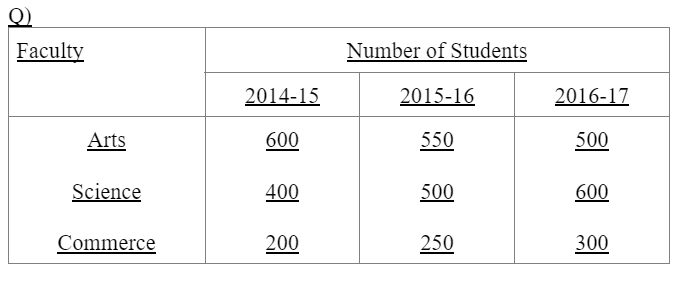 Q)
Faculty Number of Students
2014-15 2015-16 2016-17
Arts 600 550 500
Science 400 500 600
Commerce 200 250 300